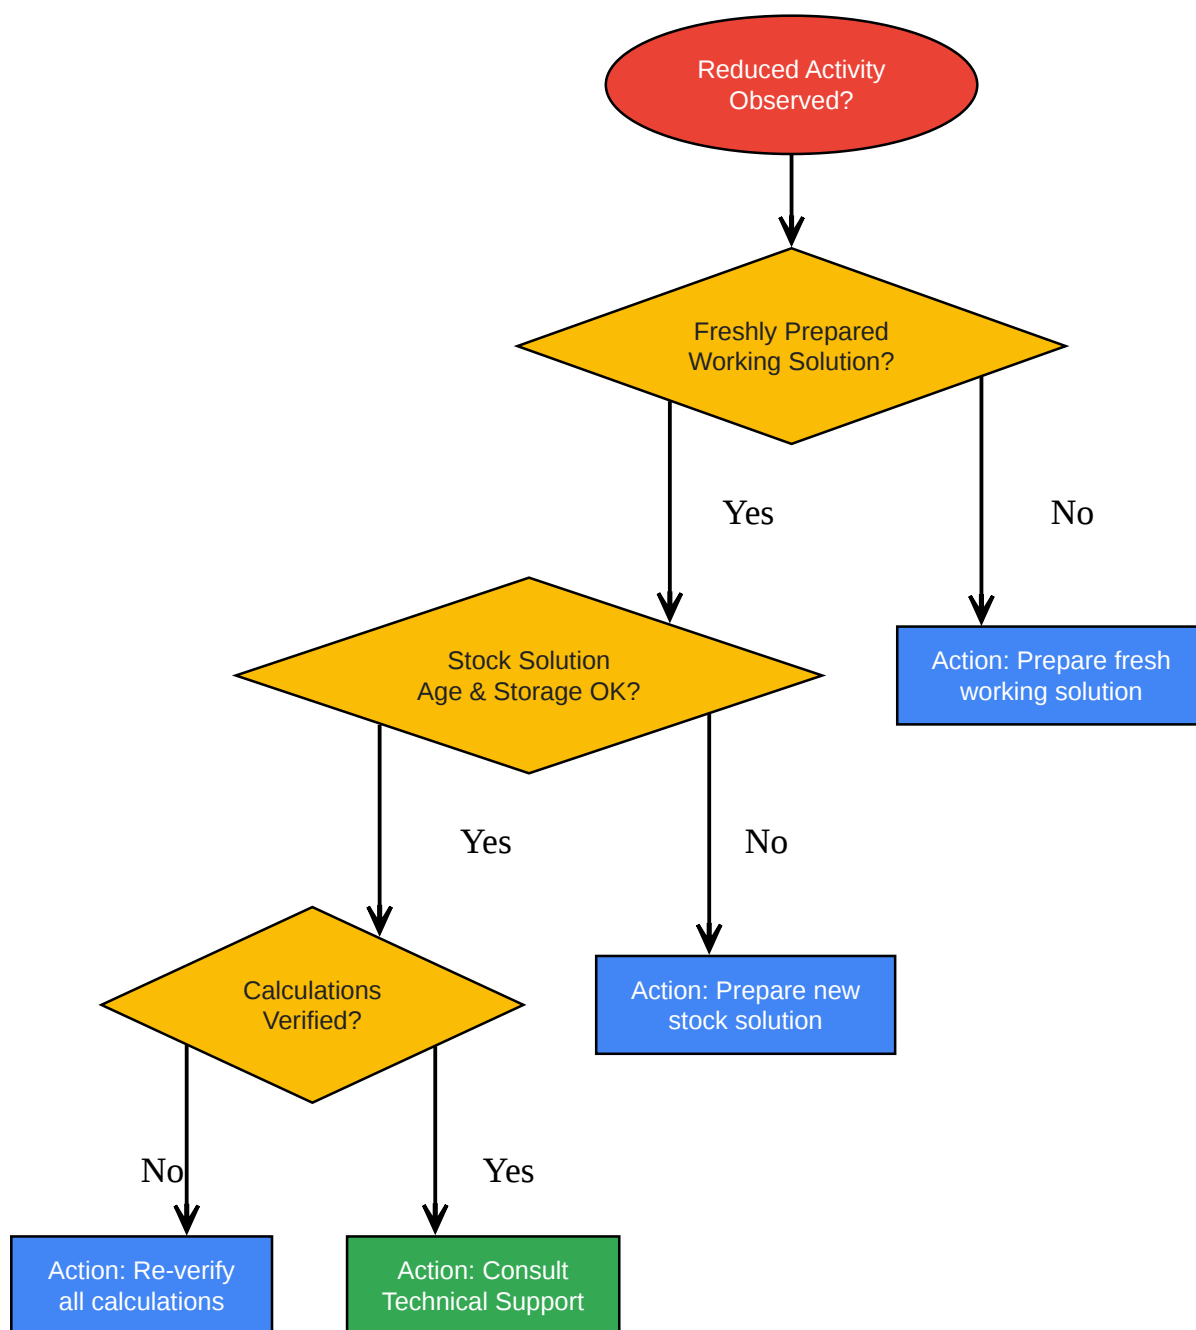 Reduced Activity
Observed?
Freshly Prepared
Working Solution?
Yes
No
Stock Solution
Age & Storage OK?
Action: Prepare fresh
working solution
Yes
No
Calculations
Verified?
Action: Prepare new
stock solution
No
Yes
Action: Re-verify
all calculations
Action: Consult
Technical Support